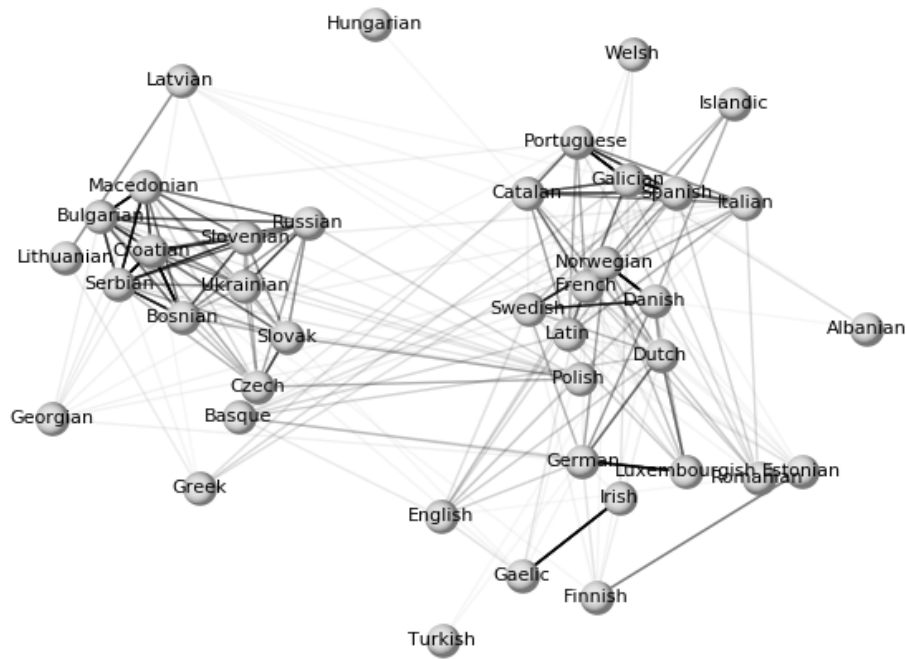 Hungarian
Welsh
Latvian
Islandic
Portuguese
Macedonian
Galician
Catalan
Spanish
Italian
Bulgarian
Russian
Slovenian
Croatian
Lithuanian
Norwegian
Serbian
Ukrainian
French
Danish
Swedish
Bosnian
Latin
Albanian
Slovak
Dutch
Czech
Polish
Basque
Georgian
German
Luxembourgish
Romanian
Estonian
Greek
Irish
English
Gaelic
Finnish
Turkish